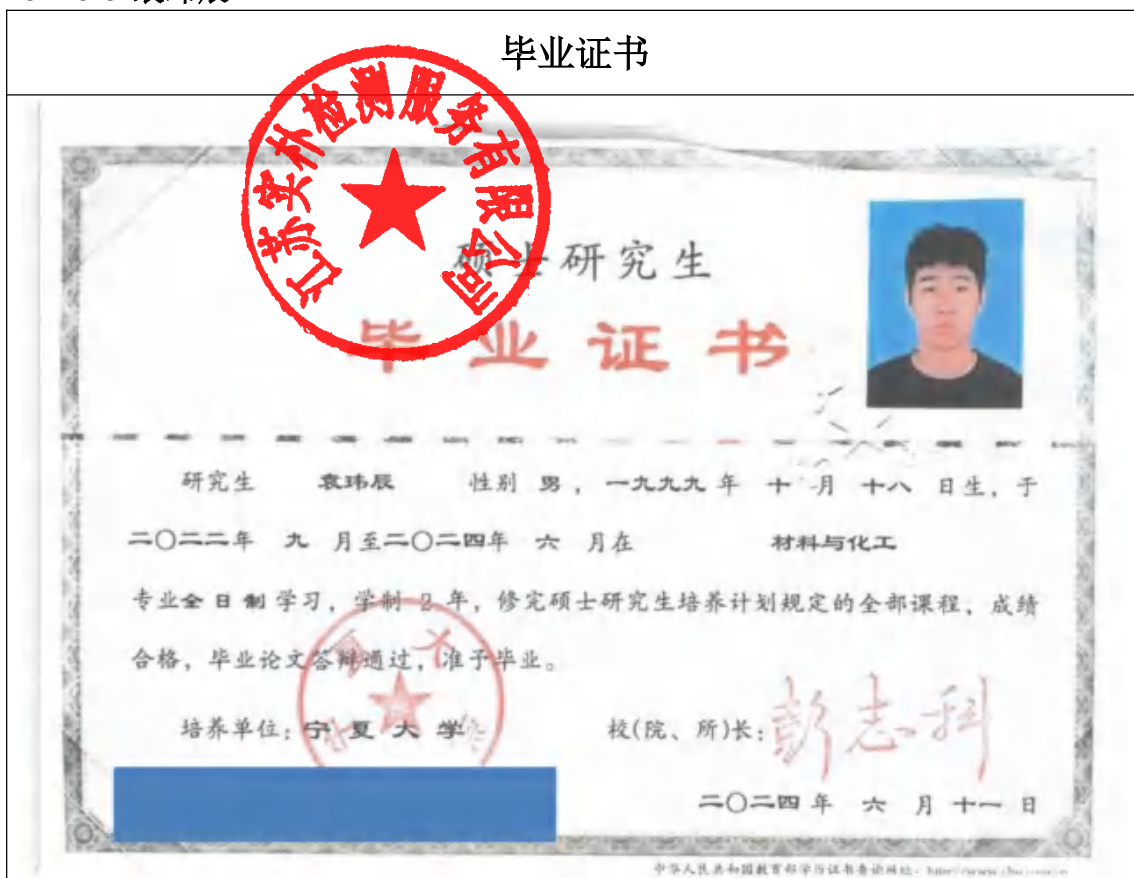 毕业证书
江苏实朴检测服务有限公司
硕士研究生
毕业证书
研究生 袁玮辰 性别 男，一九九九年 十 月 十八 日生，于
二〇二二年 九 月至二〇二四年 六 月在 材料与化工
专业全日制学习，学制 2 年，修完硕士研究生培养计划规定的全部课程，成绩
合格，毕业论文答辩通过，准予毕业。
培养单位：宁夏大学 校(院、所)长：彭志科
二〇二四年 六 月 十一 日
中华人民共和国教育部学历证书查询网址：